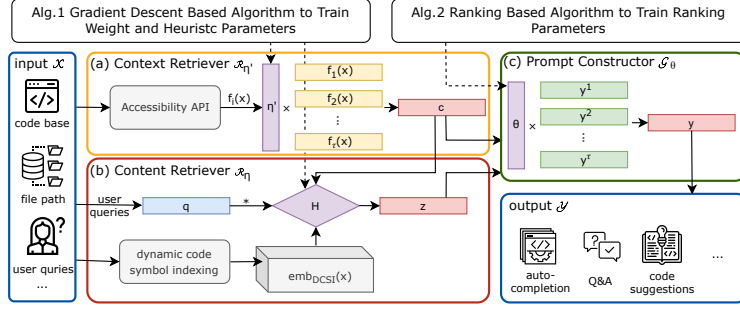 Alg.1 Gradient Descent Based Algorithm to Train
Weight and Heuristc Parameters
Alg.2 Ranking Based Algorithm to Train Ranking
Parameters
input 𝒳
code base
file path
user quries
...
(a) Context Retriever ℛη'
Accessibility API
fᵢ(x)
η'
×
f₁(x)
f₂(x)
⋮
fτ(x)
c
(b) Content Retriever ℛη
user
queries
q
*
H
z
dynamic code
symbol indexing
embDCSI(x)
(c) Prompt Constructor 𝒢θ
θ
×
y¹
y²
⋮
yᵗ
y
output 𝒴
auto-
completion
?
Q&A
code
suggestions
...